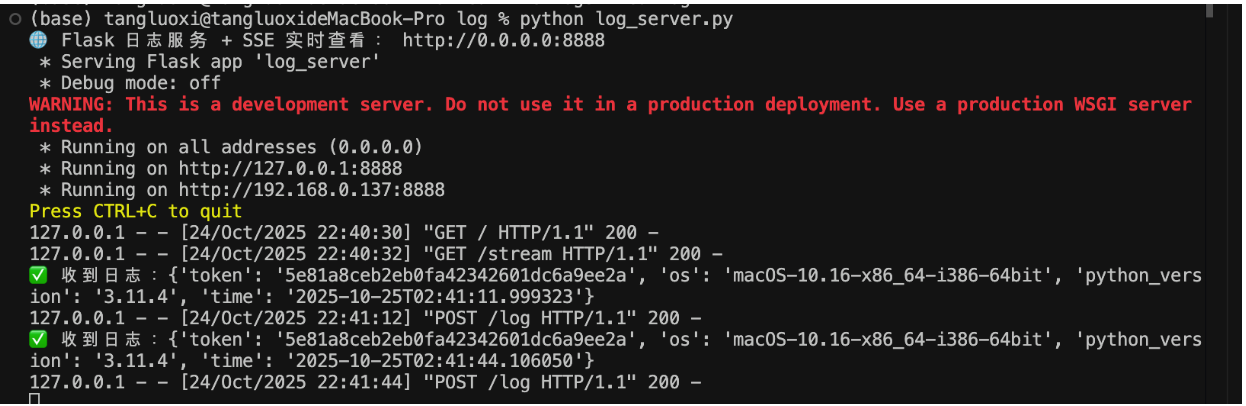 (base) tangluoxi@tangluoxideMacBook-Pro log % python log_server.py
🌐 Flask 日志服务 + SSE 实时查看： http://0.0.0.0:8888
 * Serving Flask app 'log_server'
 * Debug mode: off
WARNING: This is a development server. Do not use it in a production deployment. Use a production WSGI server
instead.
 * Running on all addresses (0.0.0.0)
 * Running on http://127.0.0.1:8888
 * Running on http://192.168.0.137:8888
Press CTRL+C to quit
127.0.0.1 - - [24/Oct/2025 22:40:30] "GET / HTTP/1.1" 200 -
127.0.0.1 - - [24/Oct/2025 22:40:32] "GET /stream HTTP/1.1" 200 -
✅ 收到日志：{'token': '5e81a8ceb2eb0fa42342601dc6a9ee2a', 'os': 'macOS-10.16-x86_64-i386-64bit', 'python_vers
ion': '3.11.4', 'time': '2025-10-25T02:41:11.999323'}
127.0.0.1 - - [24/Oct/2025 22:41:12] "POST /log HTTP/1.1" 200 -
✅ 收到日志：{'token': '5e81a8ceb2eb0fa42342601dc6a9ee2a', 'os': 'macOS-10.16-x86_64-i386-64bit', 'python_vers
ion': '3.11.4', 'time': '2025-10-25T02:41:44.106050'}
127.0.0.1 - - [24/Oct/2025 22:41:44] "POST /log HTTP/1.1" 200 -